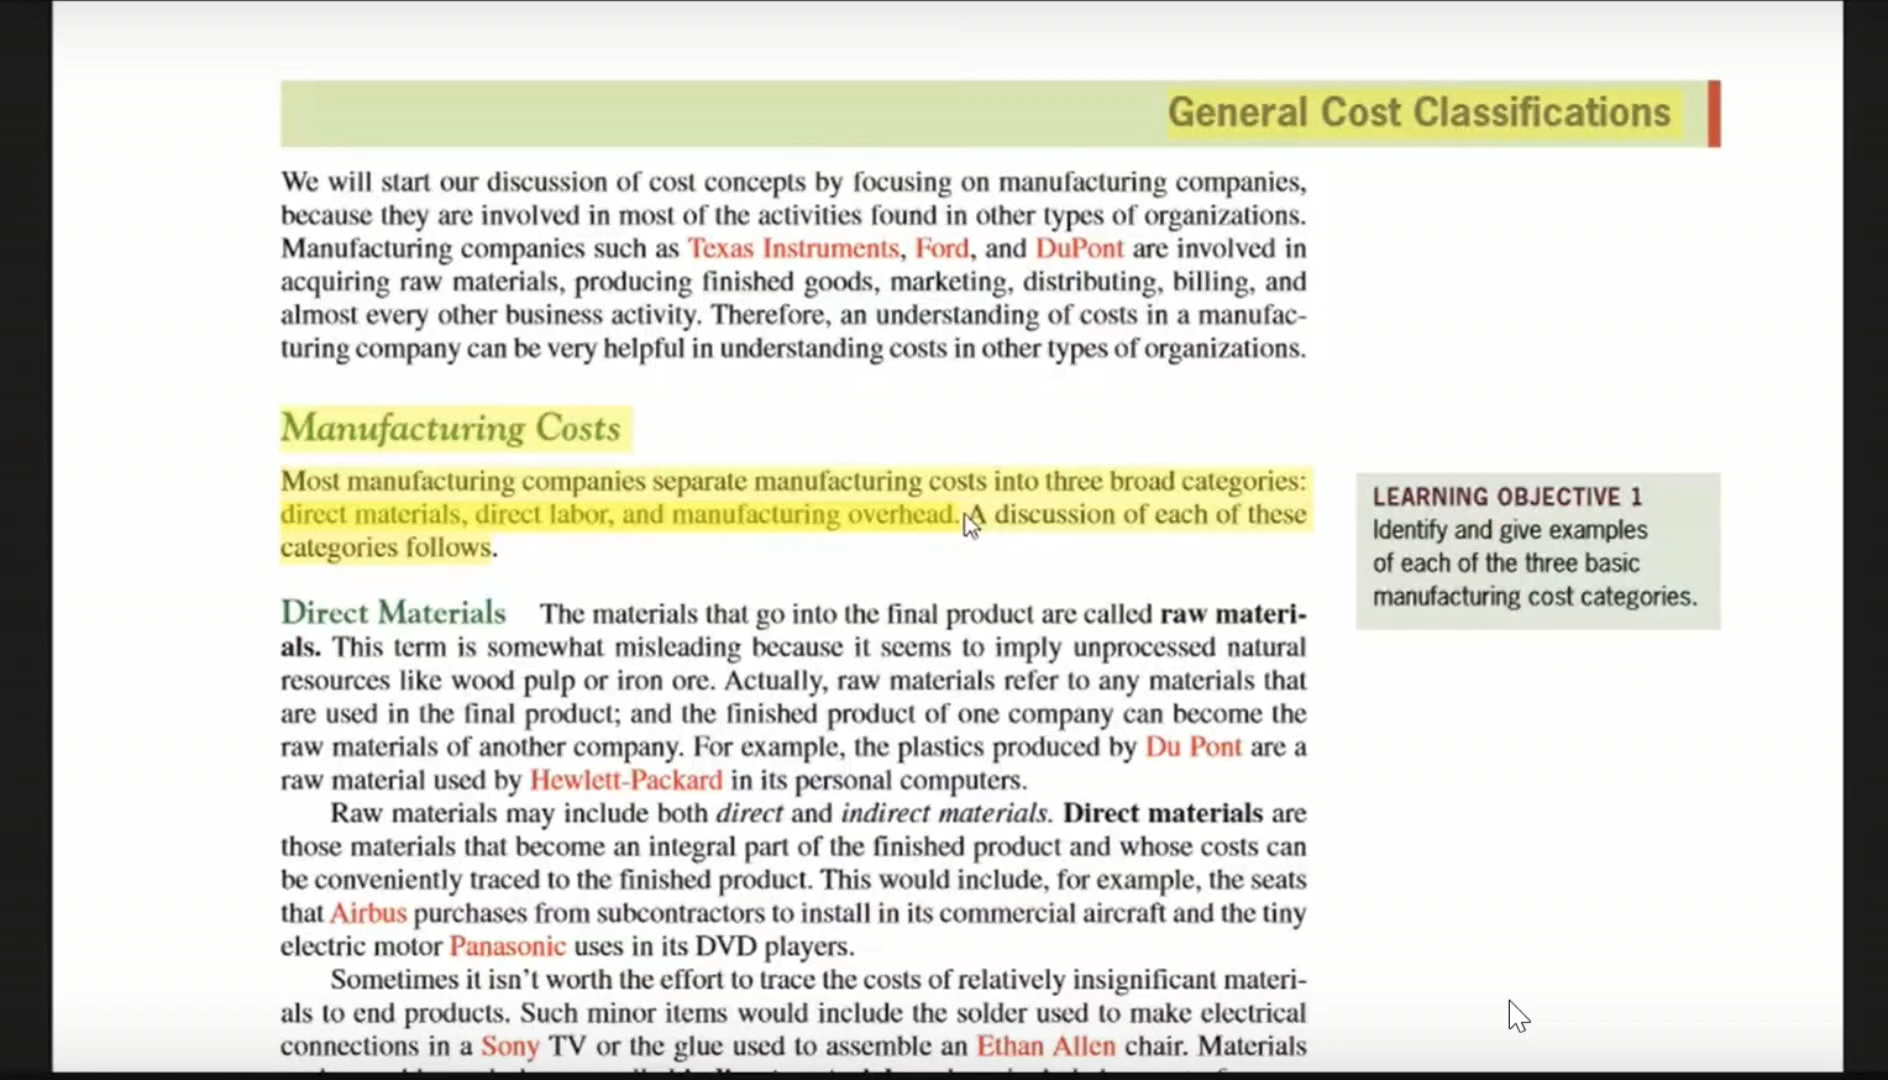 General Cost Classifications
We will start our discussion of cost concepts by focusing on manufacturing companies,
because they are involved in most of the activities found in other types of organizations.
Manufacturing companies such as Texas Instruments, Ford, and DuPont are involved in
acquiring raw materials, producing finished goods, marketing, distributing, billing, and
almost every other business activity. Therefore, an understanding of costs in a manufac-
turing company can be very helpful in understanding costs in other types of organizations.
Manufacturing Costs
Most manufacturing companies separate manufacturing costs into three broad categories:
direct materials, direct labor, and manufacturing overhead. A discussion of each of these
categories follows.
LEARNING OBJECTIVE 1
Identify and give examples
of each of the three basic
manufacturing cost categories.
Direct Materials The materials that go into the final product are called raw materi-
als. This term is somewhat misleading because it seems to imply unprocessed natural
resources like wood pulp or iron ore. Actually, raw materials refer to any materials that
are used in the final product; and the finished product of one company can become the
raw materials of another company. For example, the plastics produced by Du Pont are a
raw material used by Hewlett-Packard in its personal computers.
Raw materials may include both direct and indirect materials. Direct materials are
those materials that become an integral part of the finished product and whose costs can
be conveniently traced to the finished product. This would include, for example, the seats
that Airbus purchases from subcontractors to install in its commercial aircraft and the tiny
electric motor Panasonic uses in its DVD players.
Sometimes it isn't worth the effort to trace the costs of relatively insignificant materi-
als to end products. Such minor items would include the solder used to make electrical
connections in a Sony TV or the glue used to assemble an Ethan Allen chair. Materials